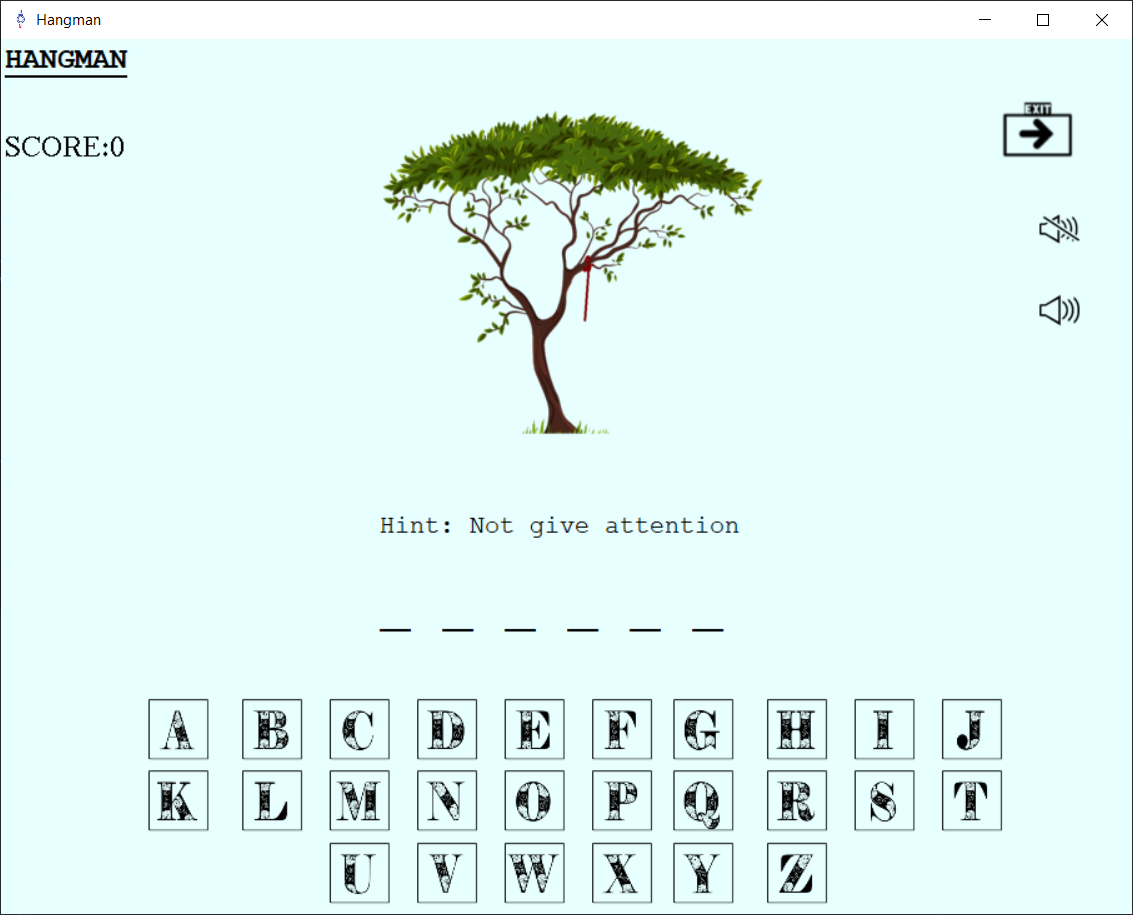 Hangman
HANGMAN
EXIT
SCORE:0
Hint: Not give attention
_ _ _ _ _ _
A B C D E F G H I J
K L M N O P Q R S T
U V W X Y Z